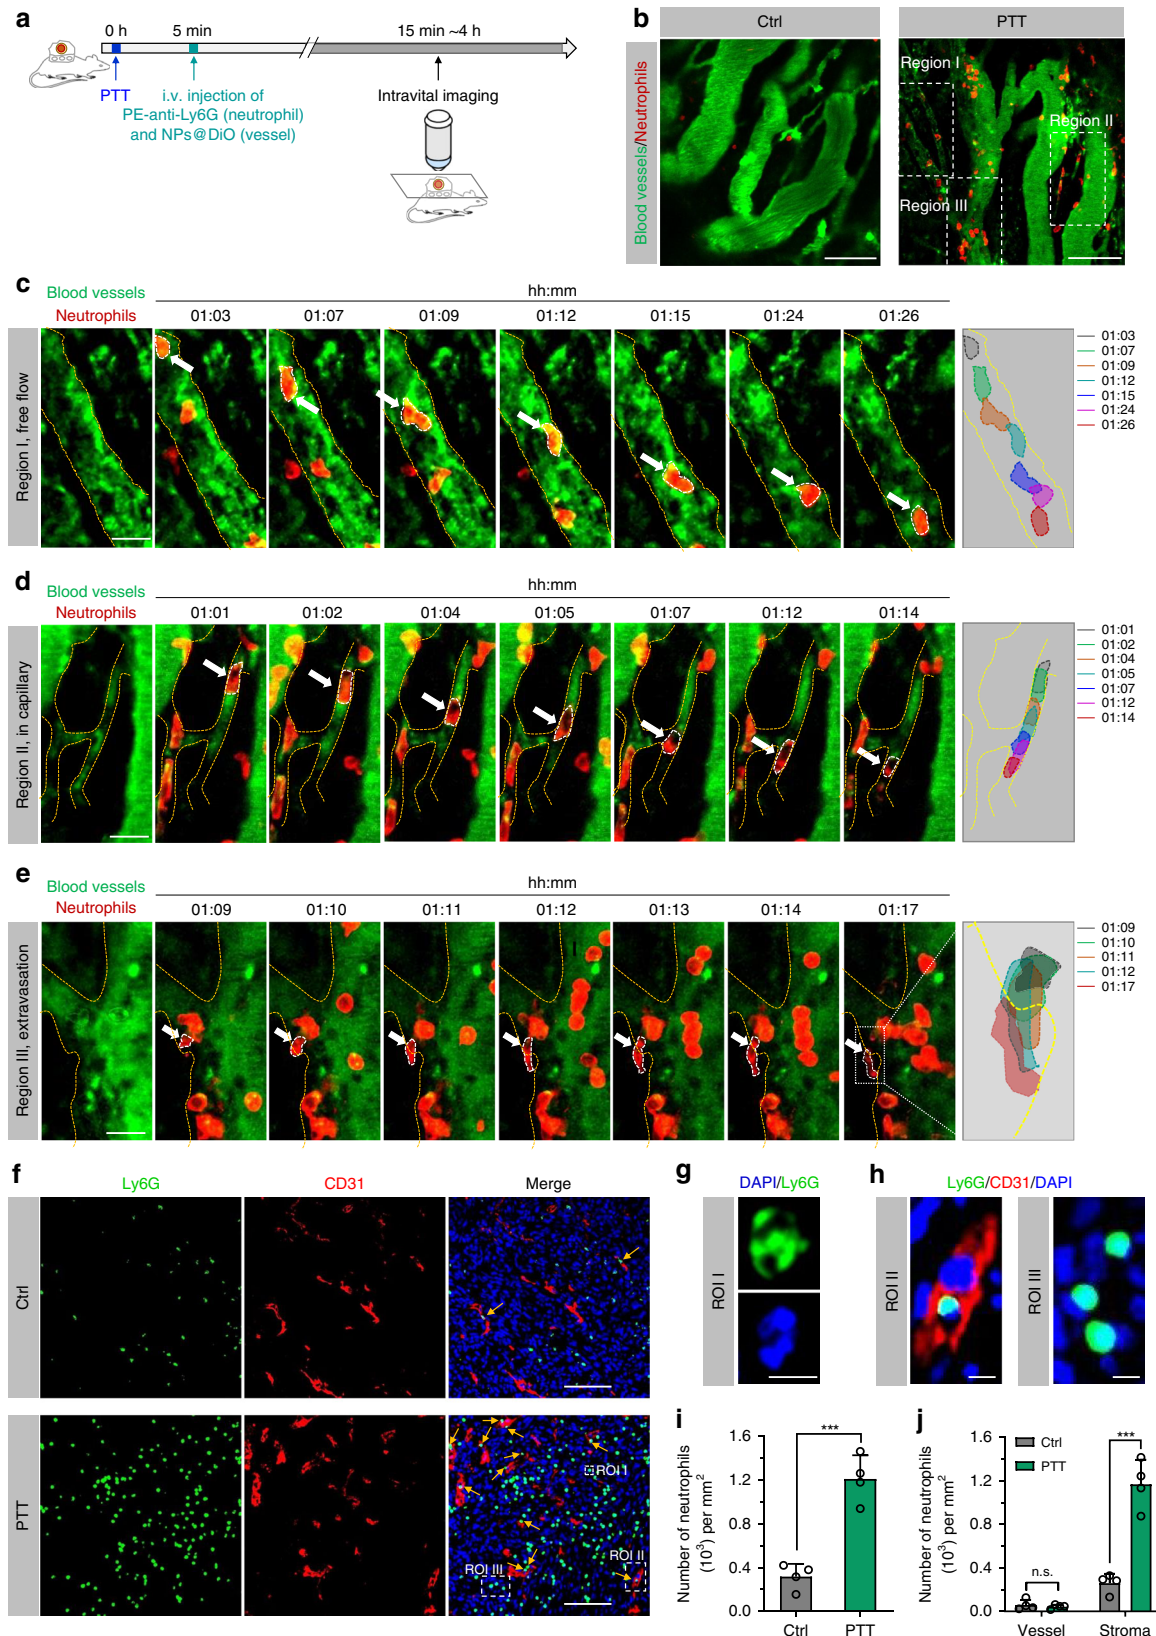 a
0 h
5 min
15 min ~4 h
PTT
i.v. injection of
PE-anti-Ly6G (neutrophil)
and NPs@DiO (vessel)
Intravital imaging
b
Ctrl
PTT
Blood vessels/Neutrophils
Region I
Region II
Region III
c
Blood vessels
Neutrophils
hh:mm
01:03
01:07
01:09
01:12
01:15
01:24
01:26
Region I, free flow
01:03
01:07
01:09
01:12
01:15
01:24
01:26
d
Blood vessels
Neutrophils
hh:mm
01:01
01:02
01:04
01:05
01:07
01:12
01:14
Region II, in capillary
01:01
01:02
01:04
01:05
01:07
01:12
01:14
e
Blood vessels
Neutrophils
hh:mm
01:09
01:10
01:11
01:12
01:13
01:14
01:17
Region III, extravasation
01:09
01:10
01:11
01:12
01:17
f
Ly6G
CD31
Merge
Ctrl
PTT
ROI I
ROI II
ROI III
g
DAPI/Ly6G
ROI I
h
Ly6G/CD31/DAPI
ROI II
ROI III
i
Number of neutrophils
(10³) per mm²
1.6
1.2
0.8
0.4
0.0
***
Ctrl
PTT
j
Number of neutrophils
(10³) per mm²
1.6
1.2
0.8
0.4
0.0
Ctrl
PTT
n.s.
***
Vessel
Stroma